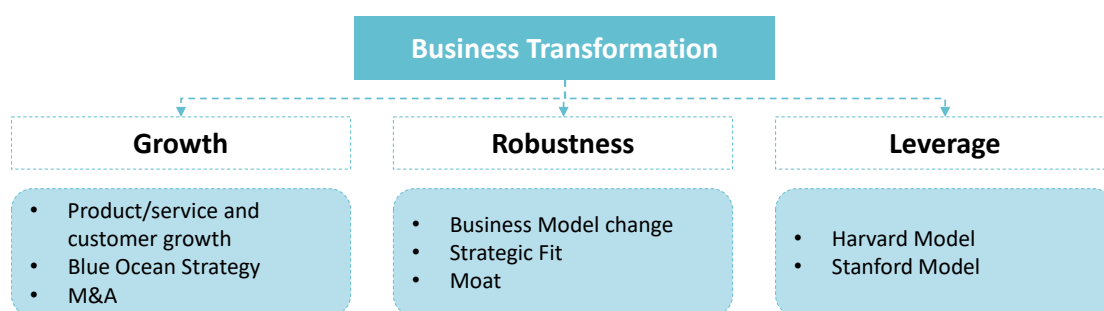 Business Transformation
Growth
Robustness
Leverage
• Product/service and
customer growth
• Blue Ocean Strategy
• M&A
• Business Model change
• Strategic Fit
• Moat
• Harvard Model
• Stanford Model